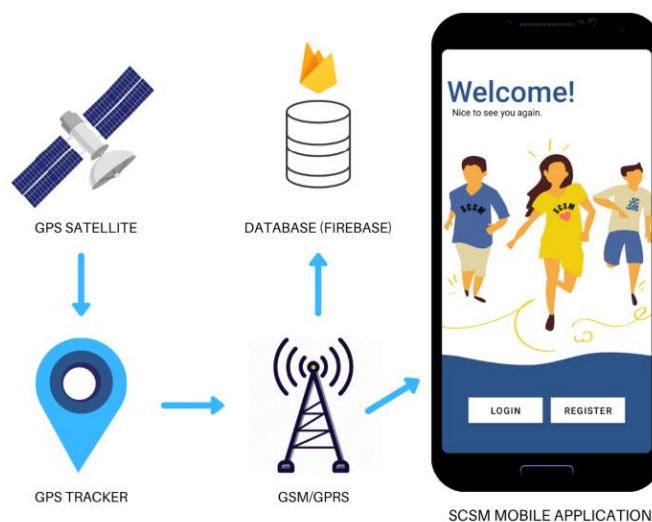 GPS SATELLITE
DATABASE (FIREBASE)
GPS TRACKER
GSM/GPRS
Welcome!
Nice to see you again.
SCSM
SCSM
LOGIN
REGISTER
SCSM MOBILE APPLICATION